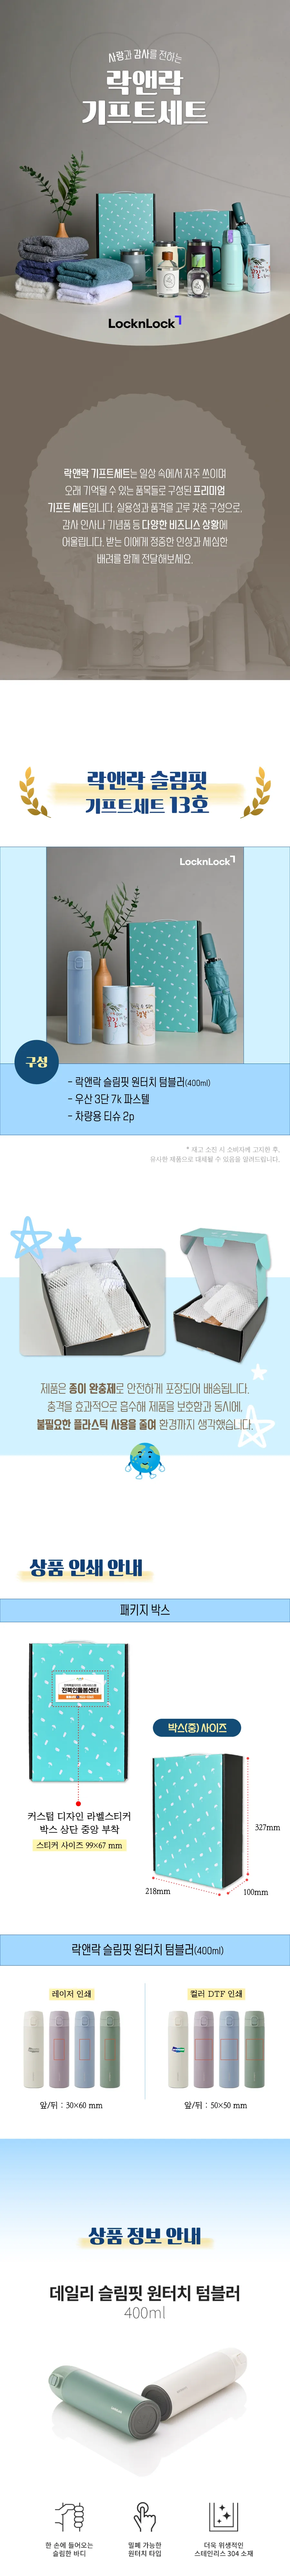 사랑과 감사를 전하는
락앤락
기프트세트
LocknLock
락앤락 기프트세트는 일상 속에서 자주 쓰이며
오래 기억될 수 있는 품목들로 구성된 프리미엄
기프트 세트입니다. 실용성과 품격을 고루 갖춘 구성으로,
감사 인사나 기념품 등 다양한 비즈니스 상황에
어울립니다. 받는 이에게 정중한 인상과 세심한
배려를 함께 전달해보세요.
락앤락 슬림핏
기프트세트 13호
LocknLock
구성
- 락앤락 슬림핏 원터치 텀블러(400ml)
- 우산 3단 7k 파스텔
- 차량용 티슈 2p
* 재고 소진 시 소비자께 고지한 후,
유사한 제품으로 대체될 수 있음을 알려드립니다.
제품은 종이 완충제로 안전하게 포장되어 배송됩니다.
충격을 효과적으로 흡수해 제품을 보호함과 동시에,
불필요한 플라스틱 사용을 줄여 환경까지 생각했습니다.
상품 인쇄 안내
패키지 박스
전북인돌봄센터
커스텀 디자인 라벨스티커
박스 상단 중앙 부착
스티커 사이즈 99×67 mm
박스(중) 사이즈
327mm
218mm
100mm
락앤락 슬림핏 원터치 텀블러(400ml)
레이저 인쇄
컬러 DTF 인쇄
앞/뒤 : 30×60 mm
앞/뒤 : 50×50 mm
상품 정보 안내
데일리 슬림핏 원터치 텀블러
400ml
한 손에 들어오는
슬림한 바디
밀폐 가능한
원터치 타입
더욱 위생적인
스테인리스 304 소재